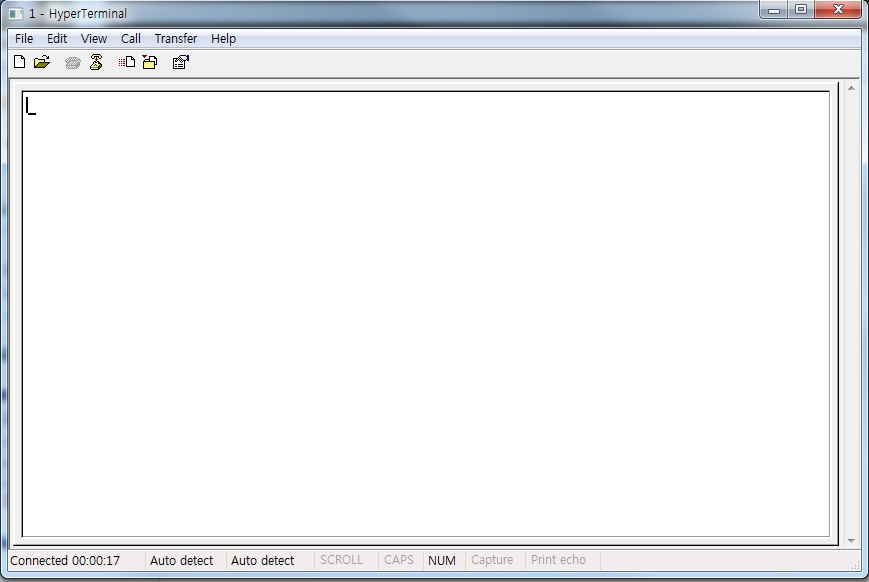 1 - HyperTerminal
File Edit View Call Transfer Help
Connected 00:00:17 Auto detect Auto detect SCROLL CAPS NUM Capture Print echo